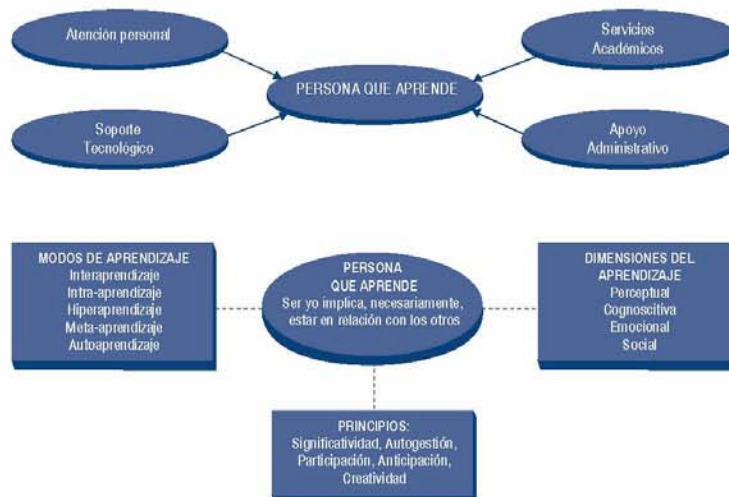 Atención personal
Servicios
Académicos
PERSONA QUE APRENDE
Soporte
Tecnológico
Apoyo
Administrativo
MODOS DE APRENDIZAJE
Interaprendizaje
Intra-aprendizaje
Hiperaprendizaje
Meta-aprendizaje
Autoaprendizaje
PERSONA
QUE APRENDE
Ser yo implica, necesariamente,
estar en relación con los otros
DIMENSIONES DEL
APRENDIZAJE
Perceptual
Cognoscitiva
Emocional
Social
PRINCIPIOS:
Significatividad, Autogestión,
Participación, Anticipación,
Creatividad